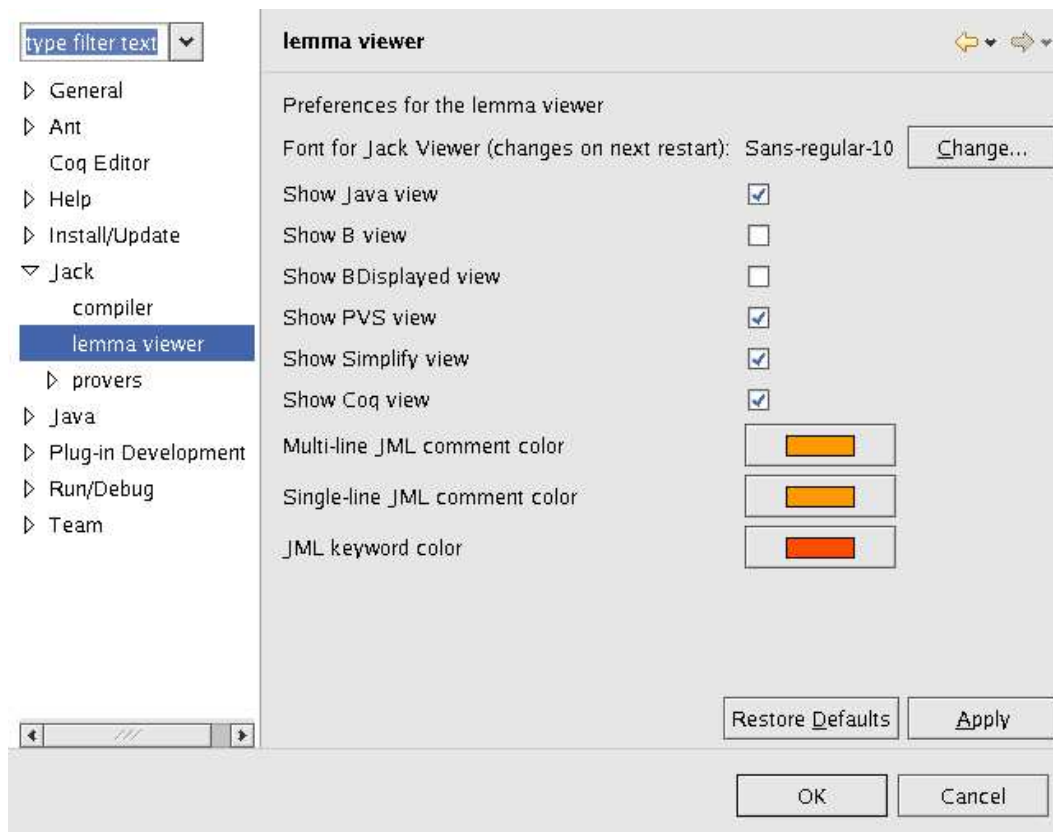 type filter text
General
Ant
Coq Editor
Help
Install/Update
Jack
compiler
lemma viewer
provers
Java
Plug-in Development
Run/Debug
Team
lemma viewer
Preferences for the lemma viewer
Font for Jack Viewer (changes on next restart): Sans-regular-10 Change...
Show Java view
Show B view
Show BDisplayed view
Show PVS view
Show Simplify view
Show Coq view
Multi-line JML comment color
Single-line JML comment color
JML keyword color
Restore Defaults Apply
OK Cancel